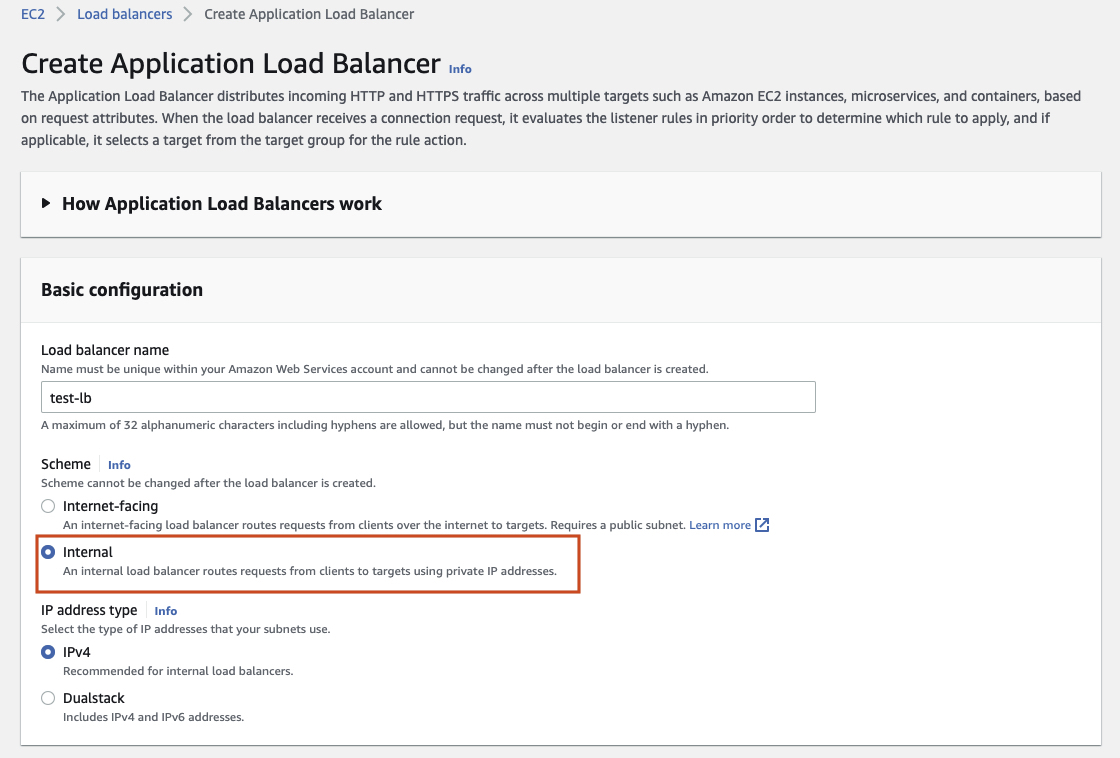 EC2 > Load balancers > Create Application Load Balancer
Create Application Load Balancer Info
The Application Load Balancer distributes incoming HTTP and HTTPS traffic across multiple targets such as Amazon EC2 instances, microservices, and containers, based
on request attributes. When the load balancer receives a connection request, it evaluates the listener rules in priority order to determine which rule to apply, and if
applicable, it selects a target from the target group for the rule action.
How Application Load Balancers work
Basic configuration
Load balancer name
Name must be unique within your Amazon Web Services account and cannot be changed after the load balancer is created.
test-lb
A maximum of 32 alphanumeric characters including hyphens are allowed, but the name must not begin or end with a hyphen.
Scheme Info
Scheme cannot be changed after the load balancer is created.
Internet-facing
An internet-facing load balancer routes requests from clients over the internet to targets. Requires a public subnet. Learn more
Internal
An internal load balancer routes requests from clients to targets using private IP addresses.
IP address type Info
Select the type of IP addresses that your subnets use.
IPv4
Recommended for internal load balancers.
Dualstack
Includes IPv4 and IPv6 addresses.